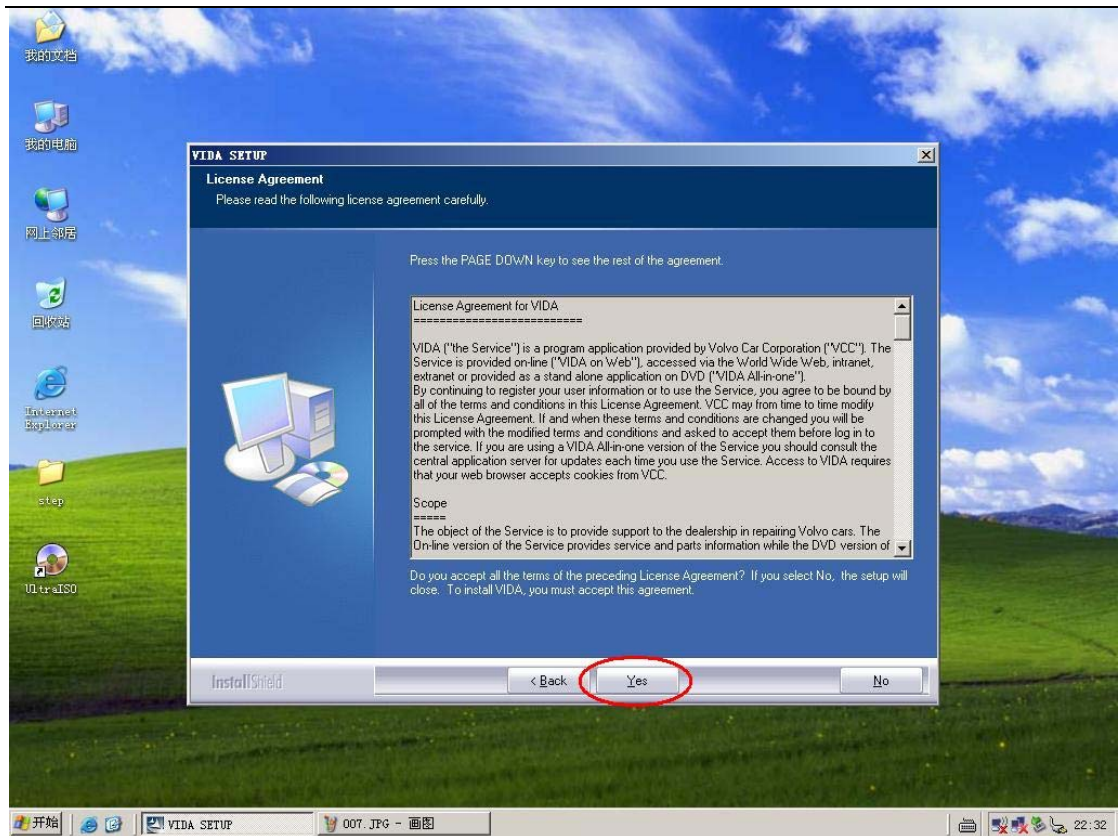 我的文档
我的电脑
网上邻居
回收站
Internet
Explorer
step
UltraISO
VIDA SETUP
License Agreement
Please read the following license agreement carefully.
Press the PAGE DOWN key to see the rest of the agreement.
License Agreement for VIDA
==========================
VIDA ("the Service") is a program application provided by Volvo Car Corporation ("VCC"). The
Service is provided on-line ("VIDA on Web"), accessed via the World Wide Web, intranet,
extranet or provided as a stand alone application on DVD ("VIDA All-in-one").
By continuing to register your user information or to use the Service, you agree to be bound by
all of the terms and conditions in this License Agreement. VCC may from time to time modify
this License Agreement. If and when these terms and conditions are changed you will be
prompted with the modified terms and conditions and asked to accept them before log in to
the service. If you are using a VIDA All-in-one version of the Service you should consult the
central application server for updates each time you use the Service. Access to VIDA requires
that your web browser accepts cookies from VCC.
Scope
=====
The object of the Service is to provide support to the dealership in repairing Volvo cars. The
On-line version of the Service provides service and parts information while the DVD version of
Do you accept all the terms of the preceding License Agreement? If you select No, the setup will
close. To install VIDA, you must accept this agreement.
InstallShield
< Back
Yes
No
开始
VIDA SETUP
007.JPG - 画图
22:32